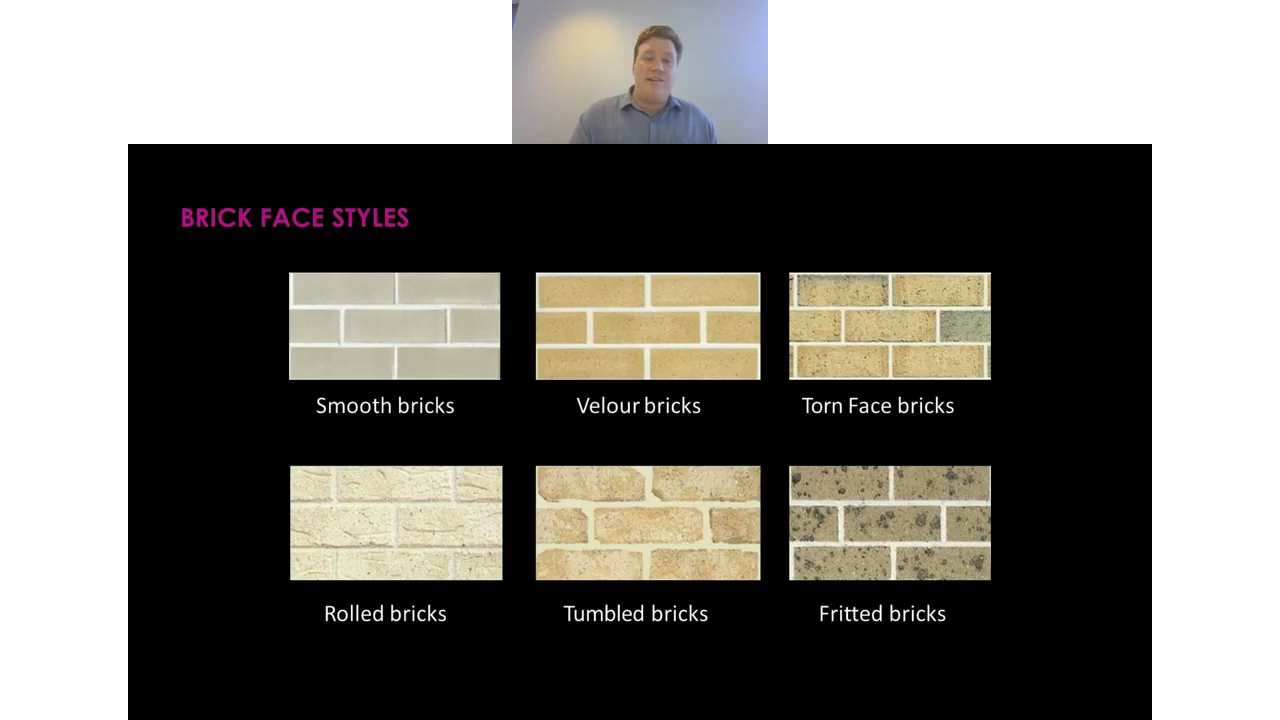 BRICK FACE STYLES
Smooth bricks
Velour bricks
Torn Face bricks
Rolled bricks
Tumbled bricks
Fritted bricks